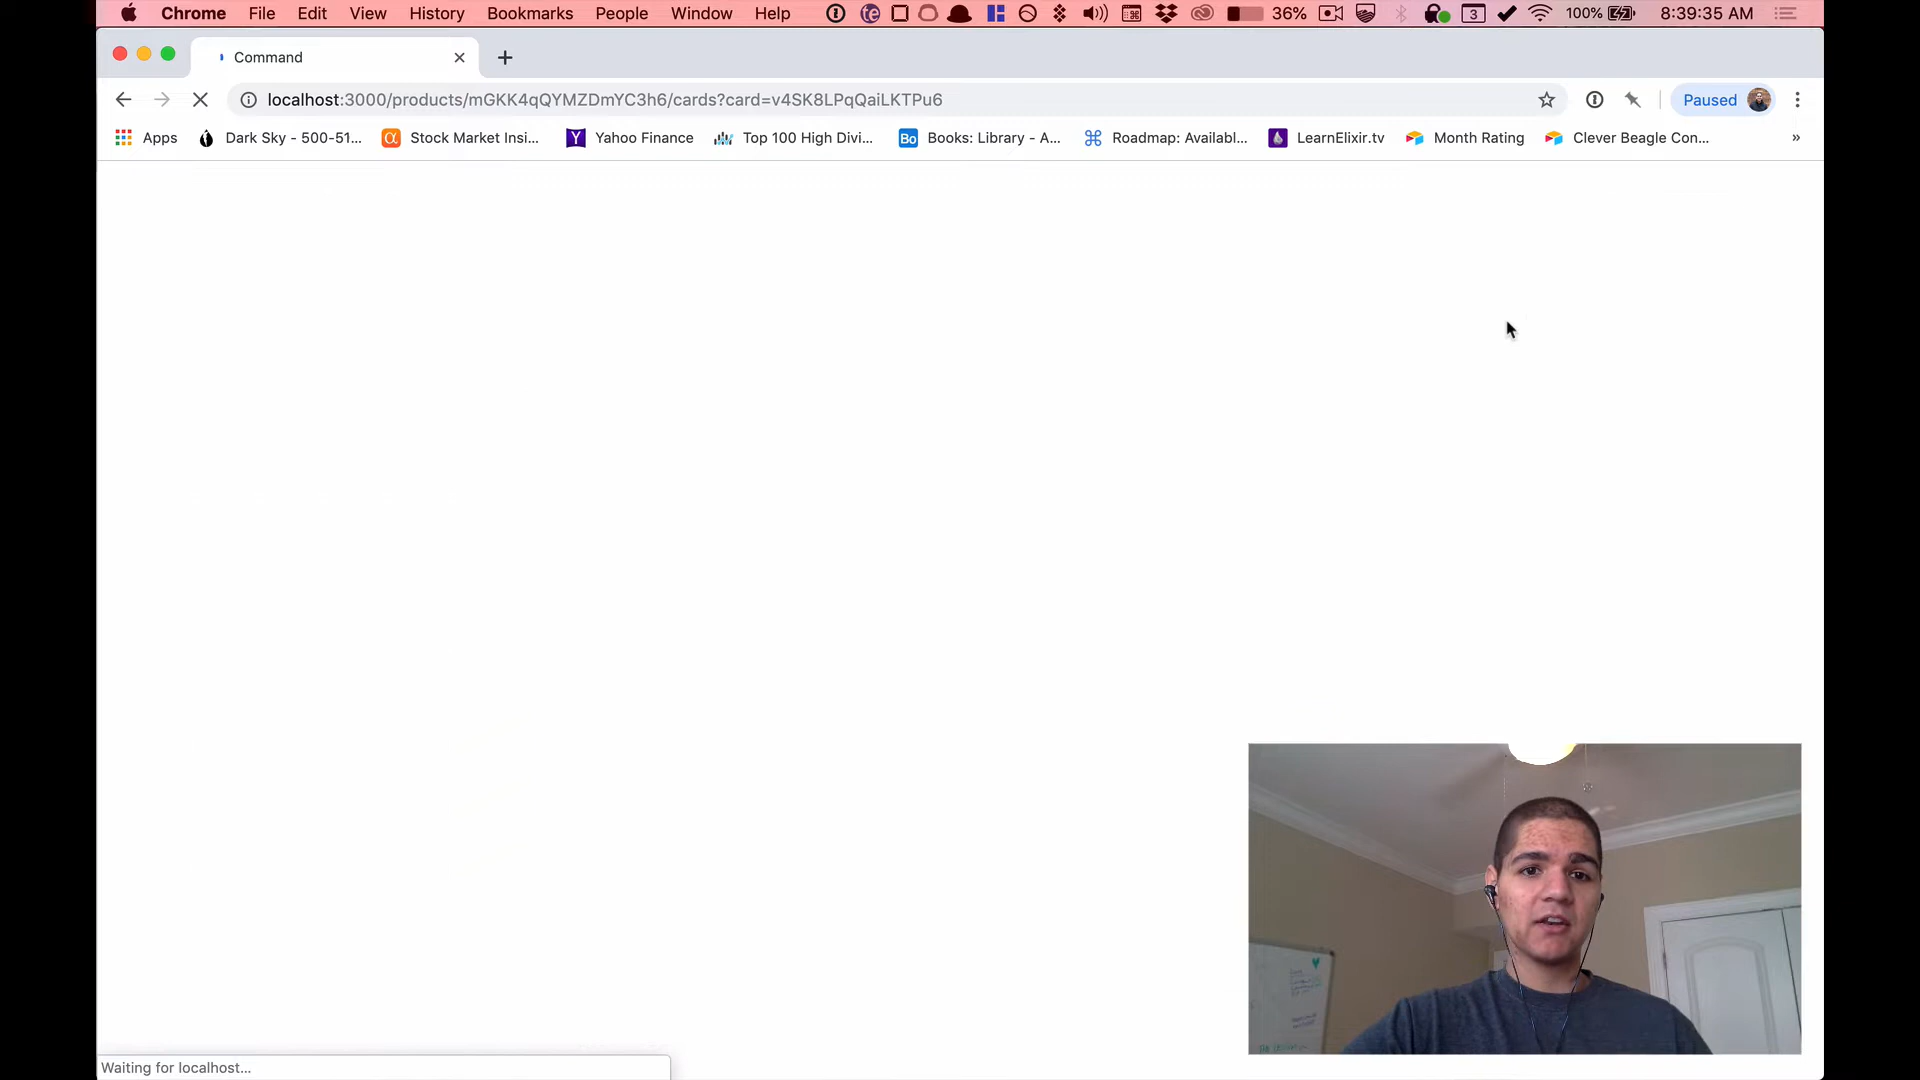 Chrome File Edit View History Bookmarks People Window Help 36% 3 100% 8:39:35 AM
Command
localhost:3000/products/mGKK4qQYMZDmYC3h6/cards?card=v4SK8LPqQaiLKTPu6 Paused
Apps Dark Sky - 500-51... Stock Market Insi... Yahoo Finance Top 100 High Divi... Bo Books: Library - A... Roadmap: Availabl... LearnElixir.tv Month Rating Clever Beagle Con... »
Waiting for localhost...